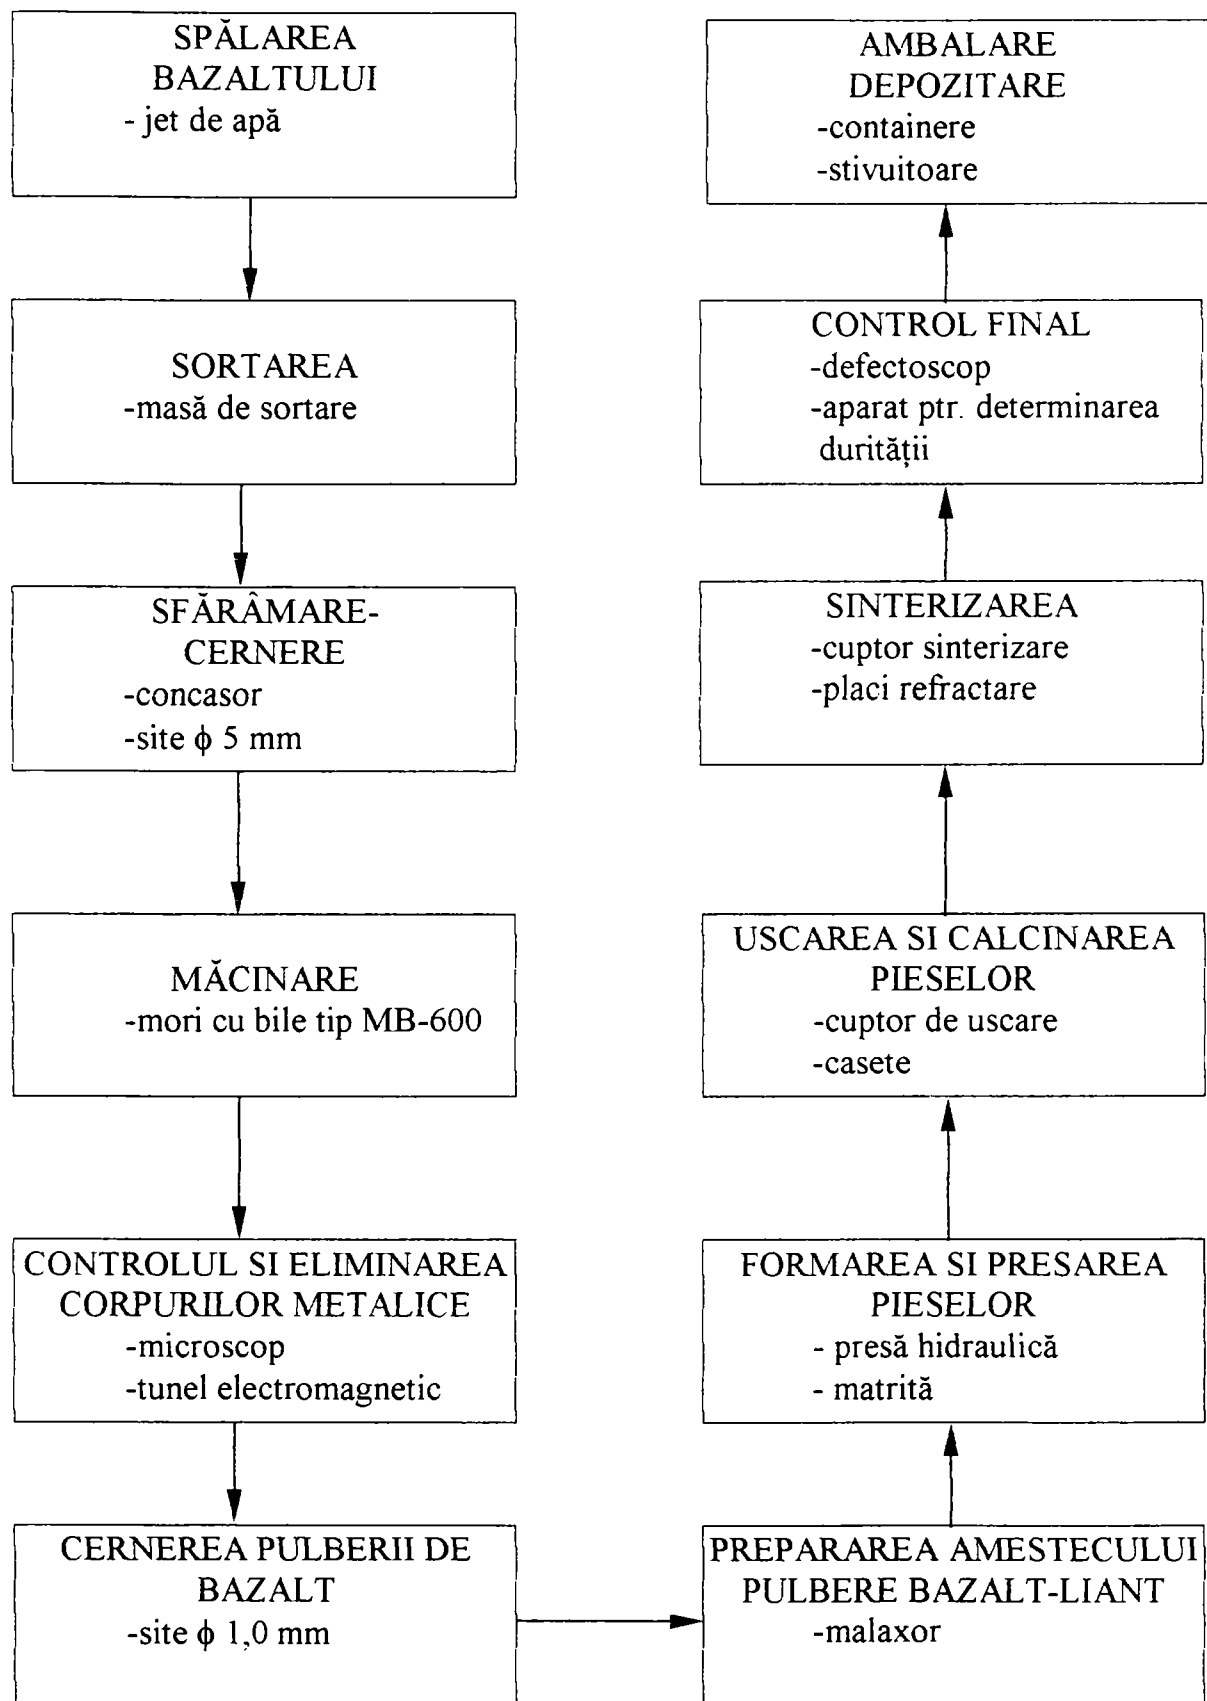 SPĂLAREA
BAZALTULUI
- jet de apă
SORTAREA
-masă de sortare
SFĂRÂMARE-
CERNERE
-concasor
-site ϕ 5 mm
MĂCINARE
-mori cu bile tip MB-600
CONTROLUL SI ELIMINAREA
CORPURILOR METALICE
-microscop
-tunel electromagnetic
CERNEREA PULBERII DE
BAZALT
-site ϕ 1,0 mm
PREPARAREA AMESTECULUI
PULBERE BAZALT-LIANT
-malaxor
FORMAREA SI PRESAREA
PIESELOR
- presă hidraulică
- matrită
USCAREA SI CALCINAREA
PIESELOR
-cuptor de uscare
-casete
SINTERIZAREA
-cuptor sinterizare
-placi refractare
CONTROL FINAL
-defectoscop
-aparat ptr. determinarea
durității
AMBALARE
DEPOZITARE
-containere
-stivuitoare